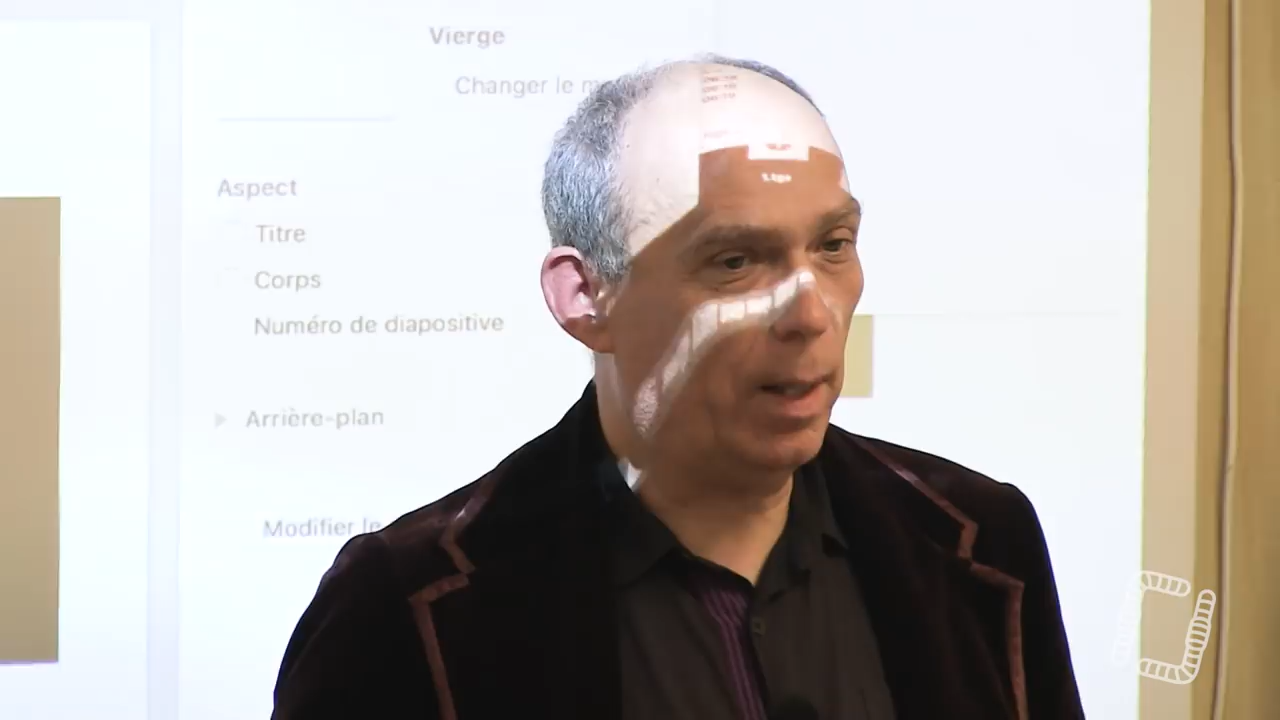 Vierge
Changer le
Aspect
Titre
Corps
Numéro de diapositive
Arrière-plan
Modifier le